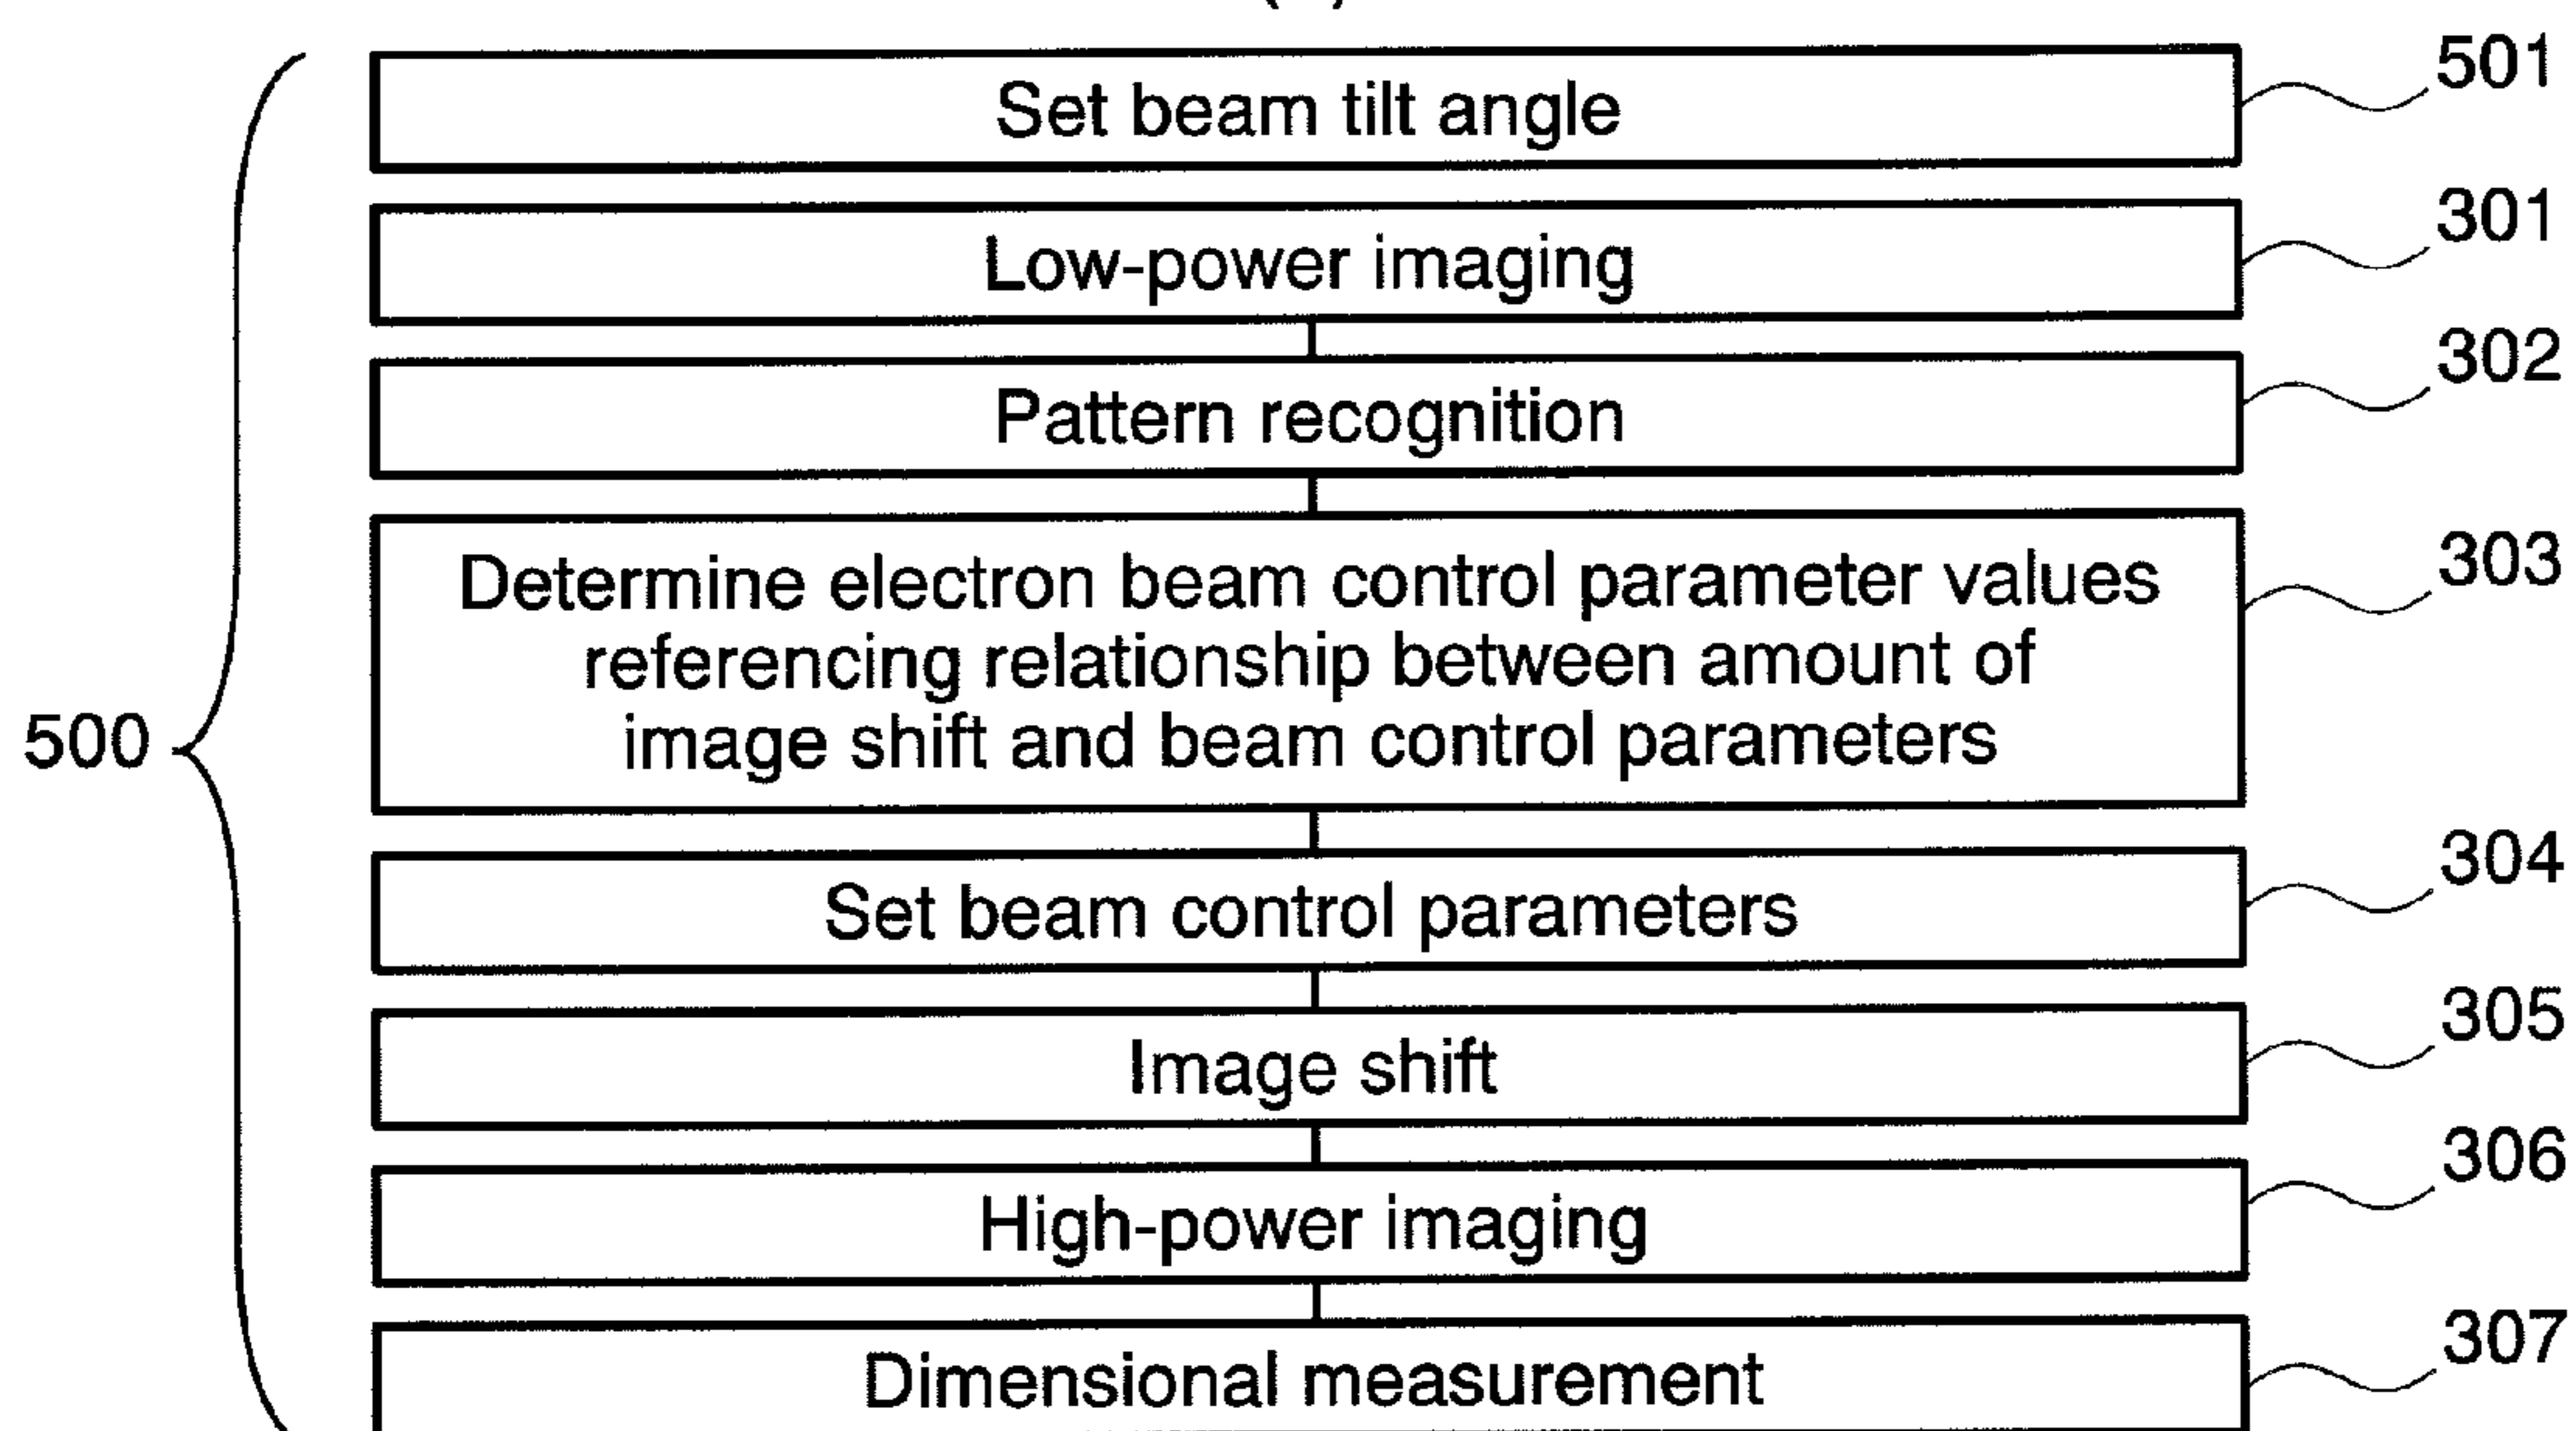 Set beam tilt angle 501
Low-power imaging 301
Pattern recognition 302
Determine electron beam control parameter values 303
referencing relationship between amount of
image shift and beam control parameters
500
Set beam control parameters 304
Image shift 305
High-power imaging 306
Dimensional measurement 307